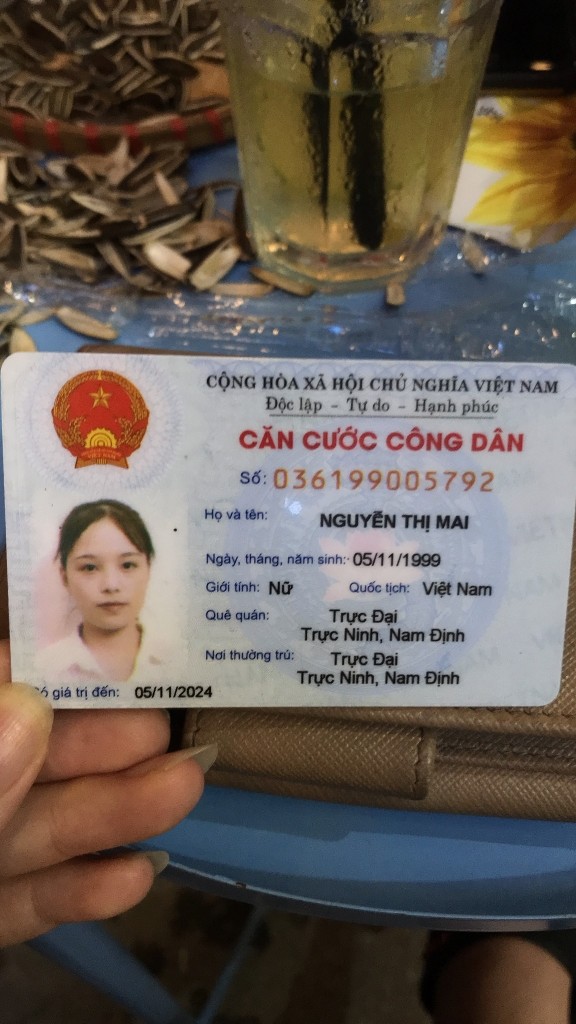 CỘNG HÒA XÃ HỘI CHỦ NGHĨA VIỆT NAM
Độc lập - Tự do - Hạnh phúc
CĂN CƯỚC CÔNG DÂN
Số: 036199005792
Họ và tên: NGUYỄN THỊ MAI
Ngày, tháng, năm sinh: 05/11/1999
Giới tính: Nữ Quốc tịch: Việt Nam
Quê quán: Trực Đại
Trực Ninh, Nam Định
Nơi thường trú: Trực Đại
Trực Ninh, Nam Định
giá trị đến: 05/11/2024